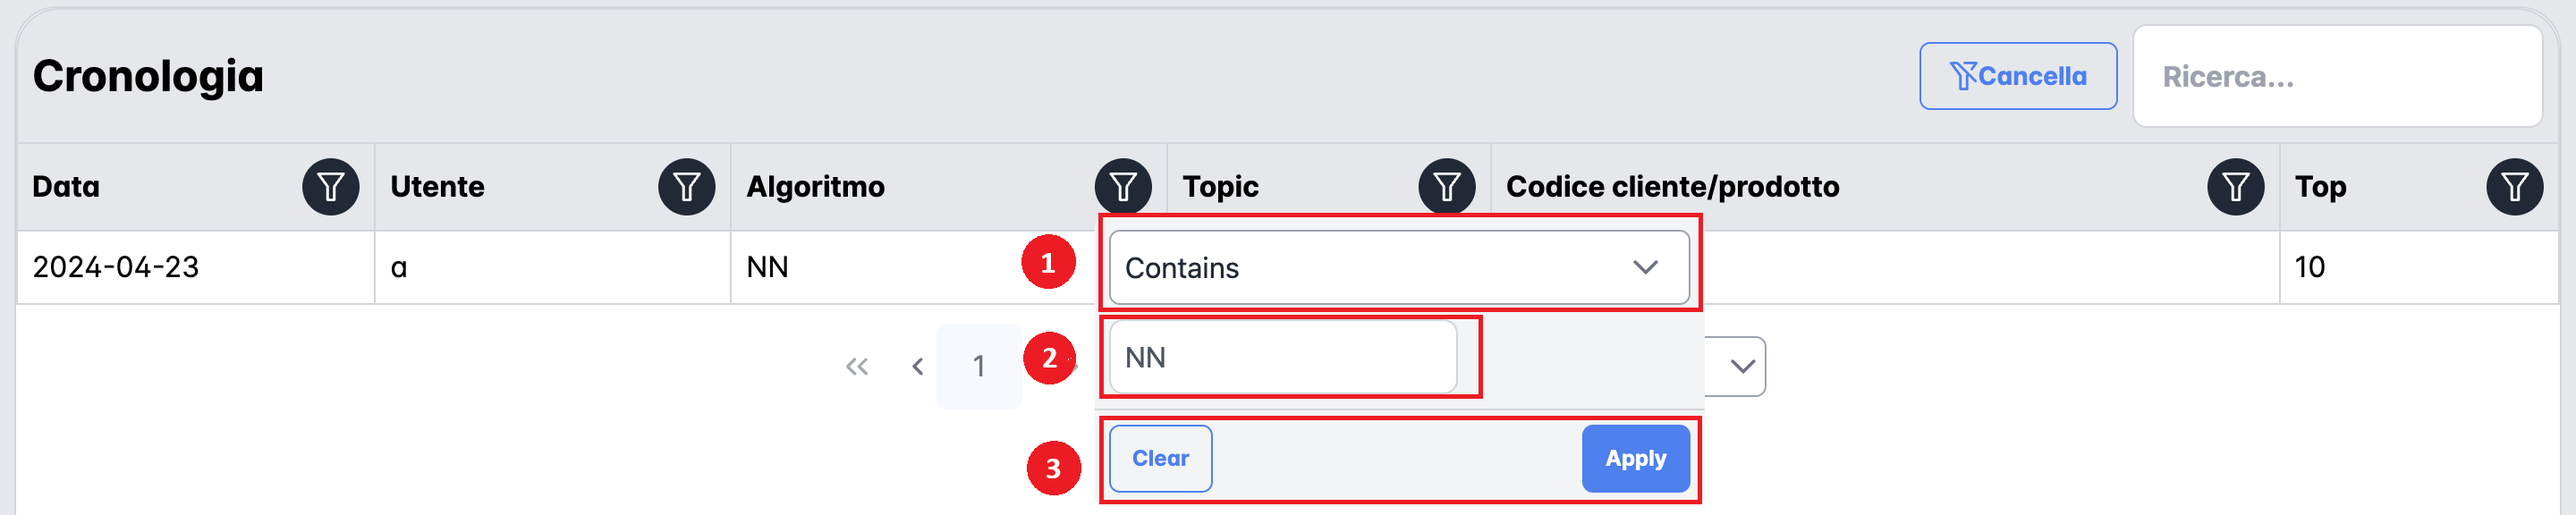 Cronologia
Cancella
Ricerca...
Data Utente Algoritmo Topic Codice cliente/prodotto Top
2024-04-23 a NN 10
1 Contains
1
2 NN
3 Clear Apply